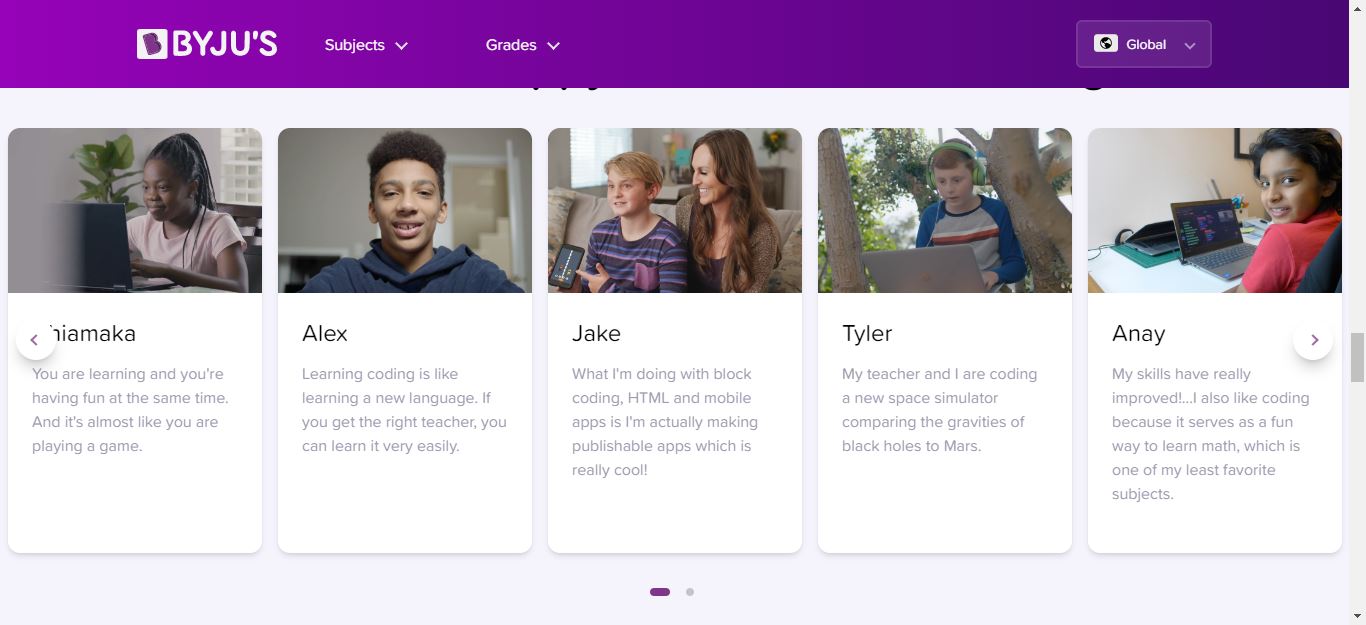 BYJU'S
Subjects
Grades
Global
hiamaka
You are learning and you're
having fun at the same time.
And it's almost like you are
playing a game.
Alex
Learning coding is like
learning a new language. If
you get the right teacher, you
can learn it very easily.
Jake
What I'm doing with block
coding, HTML and mobile
apps is I'm actually making
publishable apps which is
really cool!
Tyler
My teacher and I are coding
a new space simulator
comparing the gravities of
black holes to Mars.
Anay
My skills have really
improved!...I also like coding
because it serves as a fun
way to learn math, which is
one of my least favorite
subjects.